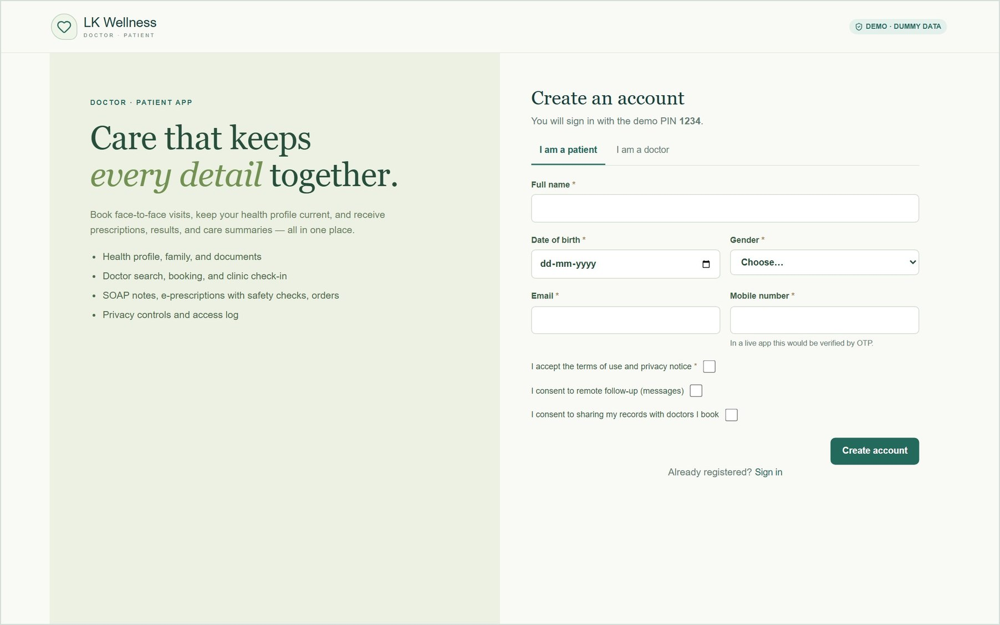 LK Wellness
DOCTOR · PATIENT
DEMO · DUMMY DATA
DOCTOR · PATIENT APP
Care that keeps
every detail together.
Book face-to-face visits, keep your health profile current, and receive
prescriptions, results, and care summaries — all in one place.
• Health profile, family, and documents
• Doctor search, booking, and clinic check-in
• SOAP notes, e-prescriptions with safety checks, orders
• Privacy controls and access log
Create an account
You will sign in with the demo PIN 1234.
I am a patient I am a doctor
Full name *
Date of birth * Gender *
dd-mm-yyyy Choose...
Email * Mobile number *
In a live app this would be verified by OTP.
I accept the terms of use and privacy notice *
I consent to remote follow-up (messages)
I consent to sharing my records with doctors I book
Create account
Already registered? Sign in